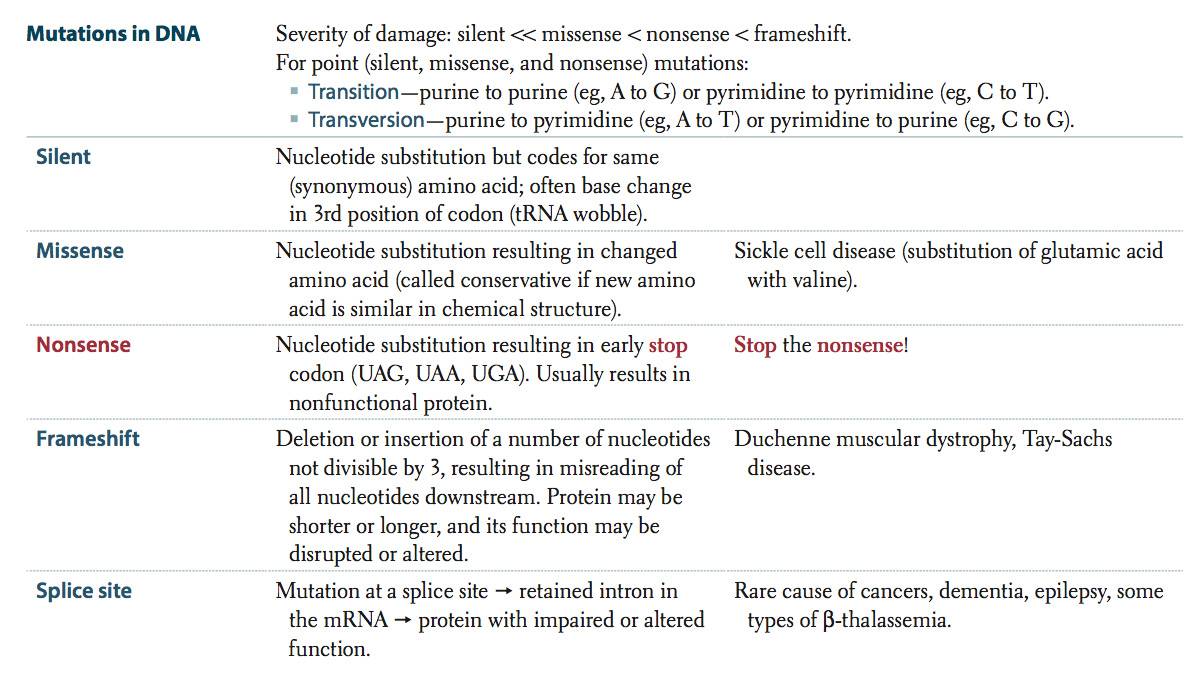 Mutations in DNA
Severity of damage: silent << missense < nonsense < frameshift.
For point (silent, missense, and nonsense) mutations:
▪ Transition—purine to purine (eg, A to G) or pyrimidine to pyrimidine (eg, C to T).
▪ Transversion—purine to pyrimidine (eg, A to T) or pyrimidine to purine (eg, C to G).
Silent
Nucleotide substitution but codes for same
(synonymous) amino acid; often base change
in 3rd position of codon (tRNA wobble).
Missense
Nucleotide substitution resulting in changed
amino acid (called conservative if new amino
acid is similar in chemical structure).
Sickle cell disease (substitution of glutamic acid
with valine).
Nonsense
Nucleotide substitution resulting in early stop
codon (UAG, UAA, UGA). Usually results in
nonfunctional protein.
Stop the nonsense!
Frameshift
Deletion or insertion of a number of nucleotides
not divisible by 3, resulting in misreading of
all nucleotides downstream. Protein may be
shorter or longer, and its function may be
disrupted or altered.
Duchenne muscular dystrophy, Tay-Sachs
disease.
Splice site
Mutation at a splice site → retained intron in
the mRNA → protein with impaired or altered
function.
Rare cause of cancers, dementia, epilepsy, some
types of β-thalassemia.